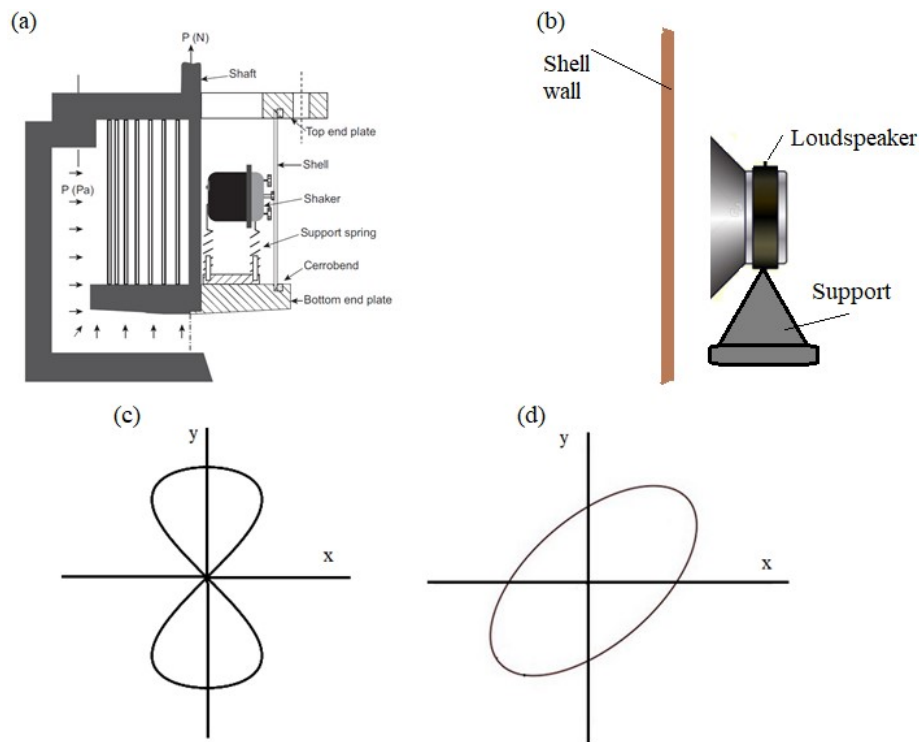 (a)
P (N)
Shaft
Top end plate
Shell
P (Pa)
Shaker
Support spring
Cerrobend
Bottom end plate
(b)
Shell
wall
Loudspeaker
Support
(c)
y
x
(d)
y
x